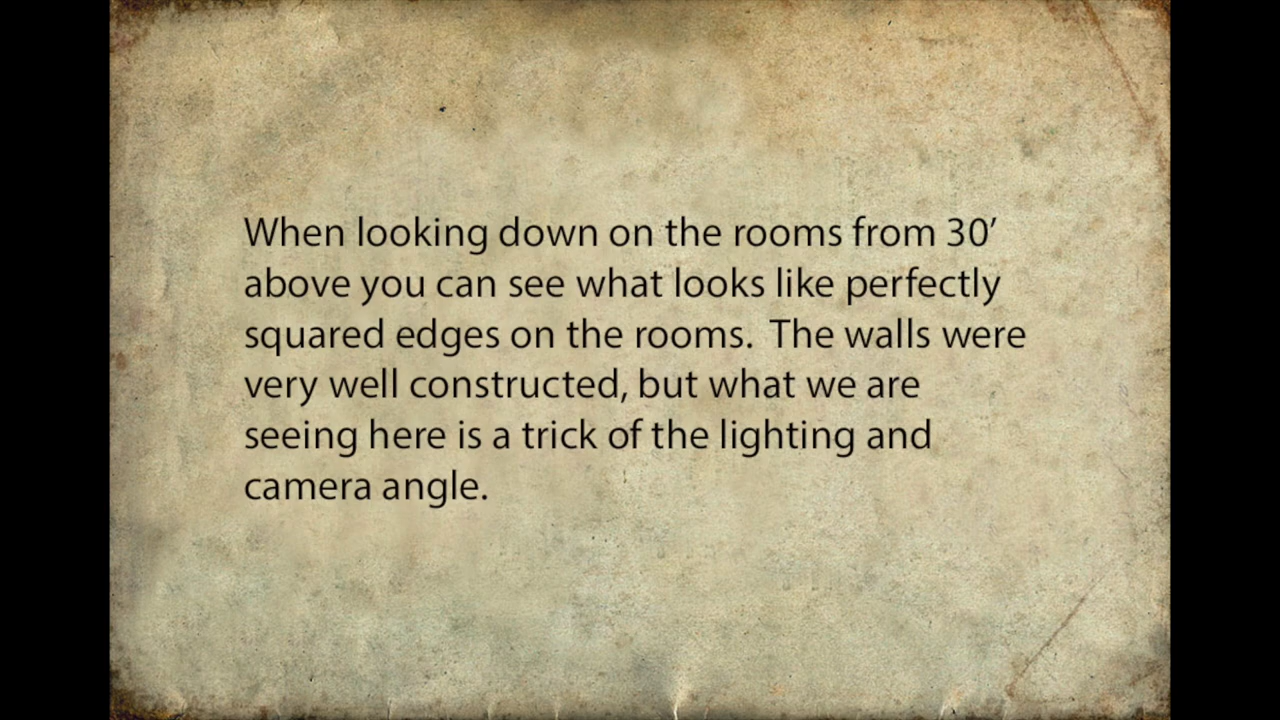 When looking down on the rooms from 30’
above you can see what looks like perfectly
squared edges on the rooms.  The walls were
very well constructed, but what we are
seeing here is a trick of the lighting and
camera angle.